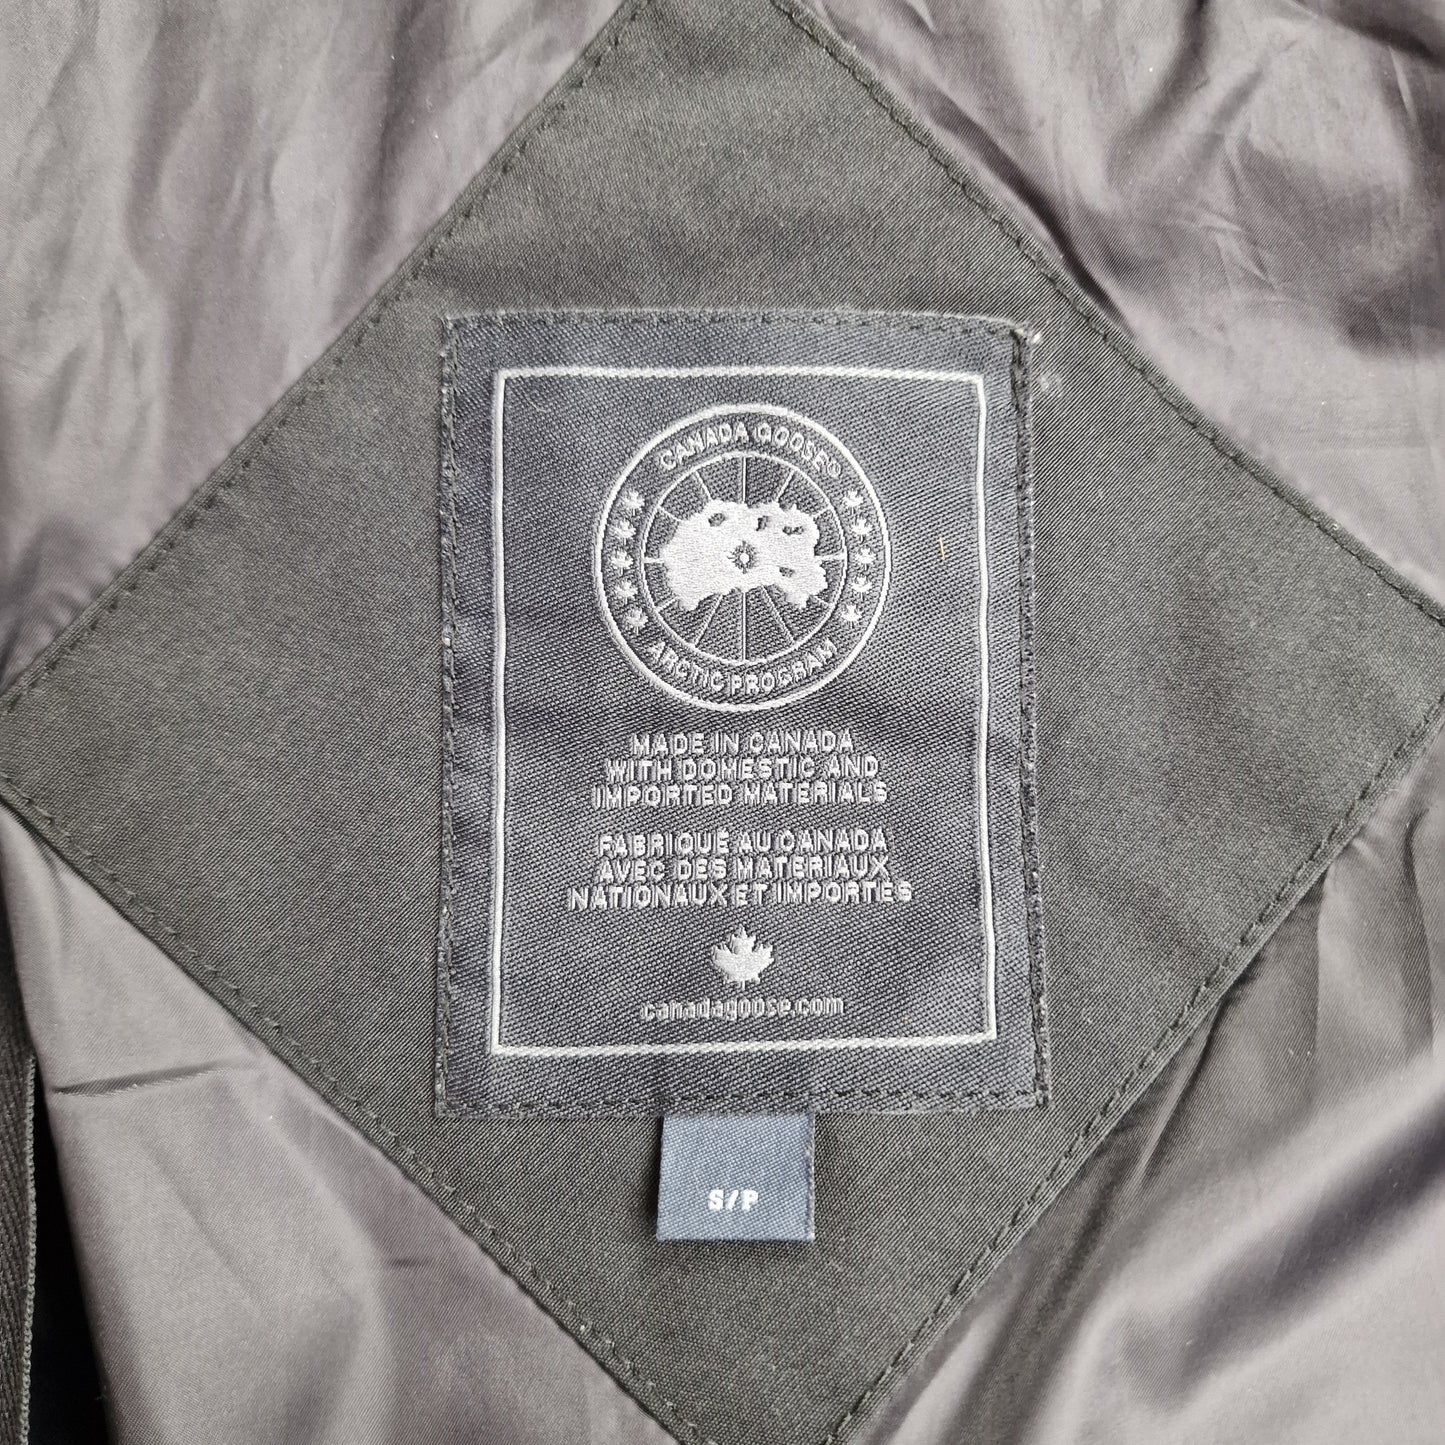 CANADA GOOSE®
ARCTIC PROGRAM
MADE IN CANADA
WITH DOMESTIC AND
IMPORTED MATERIALS
FABRIQUÉ AU CANADA
AVEC DES MATERIAUX
NATIONAUX ET IMPORTÉS
canadagoose.com
S/P